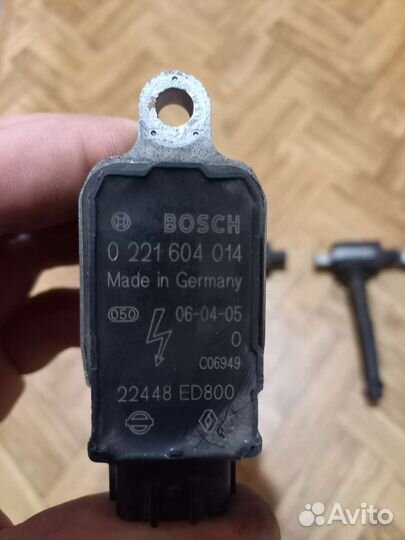 BOSCH
0 221 604 014
Made in Germany
050 06-04-05
0
C06949
22448 ED800
Avito